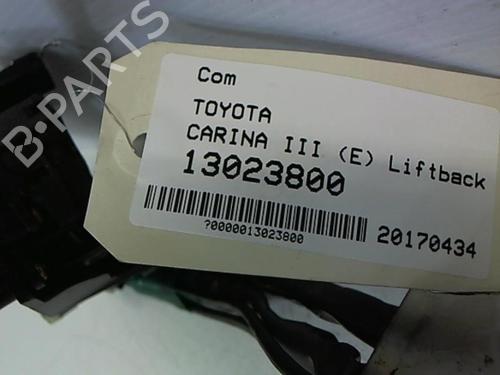 B-PARTS
Com
TOYOTA
CARINA III (E) Liftback
13023800
?0000013023800
20170434